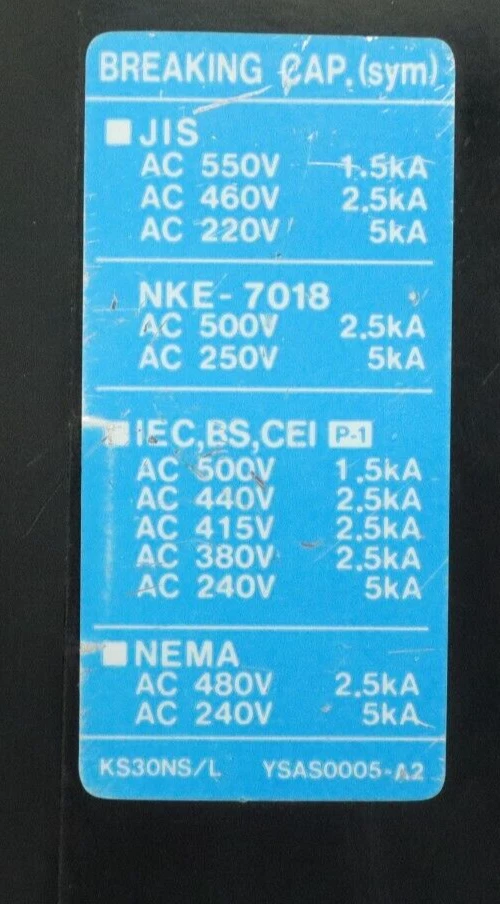 BREAKING CAP.(sym)
JIS
AC 550V 1.5kA
AC 460V 2.5kA
AC 220V 5kA
NKE-7018
AC 500V 2.5kA
AC 250V 5kA
IEC,BS,CEI P-1
AC 500V 1.5kA
AC 440V 2.5kA
AC 415V 2.5kA
AC 380V 2.5kA
AC 240V 5kA
NEMA
AC 480V 2.5kA
AC 240V 5kA
KS30NS/L YSAS0005-A2